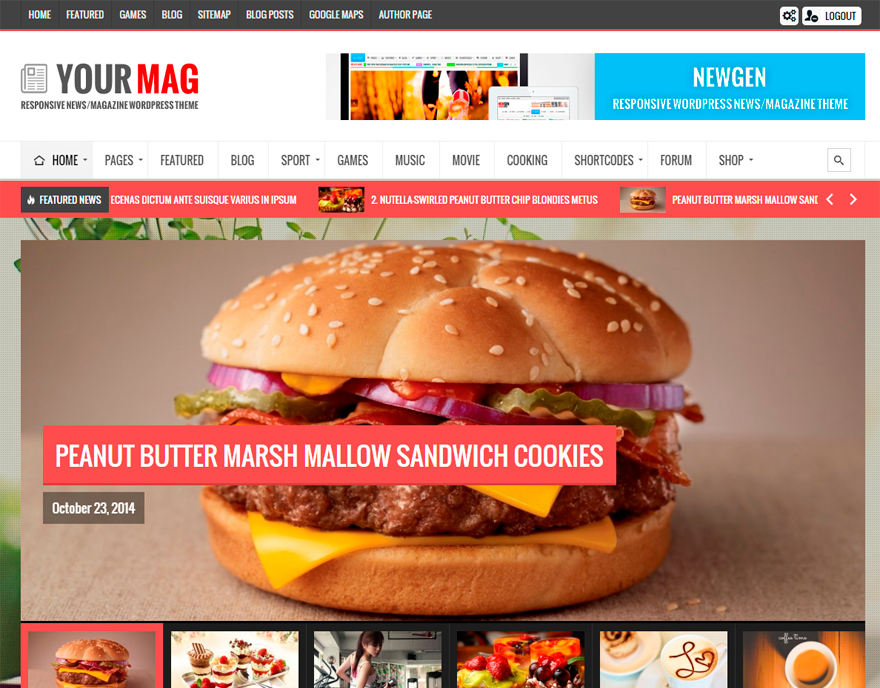 HOME FEATURED GAMES BLOG SITEMAP BLOG POSTS GOOGLE MAPS AUTHOR PAGE LOGOUT
YOUR MAG
RESPONSIVE NEWS/MAGAZINE WORDPRESS THEME
NEWGEN
RESPONSIVE WORDPRESS NEWS/MAGAZINE THEME
HOME PAGES FEATURED BLOG SPORT GAMES MUSIC MOVIE COOKING SHORTCODES FORUM SHOP
FEATURED NEWS ECENAS DICTUM ANTE SUISQUE VARIUS IN IPSUM 2. NUTELLA-SWIRLED PEANUT BUTTER CHIP BLONDIES METUS PEANUT BUTTER MARSH MALLOW SAND
PEANUT BUTTER MARSH MALLOW SANDWICH COOKIES
October 23, 2014
coffee time